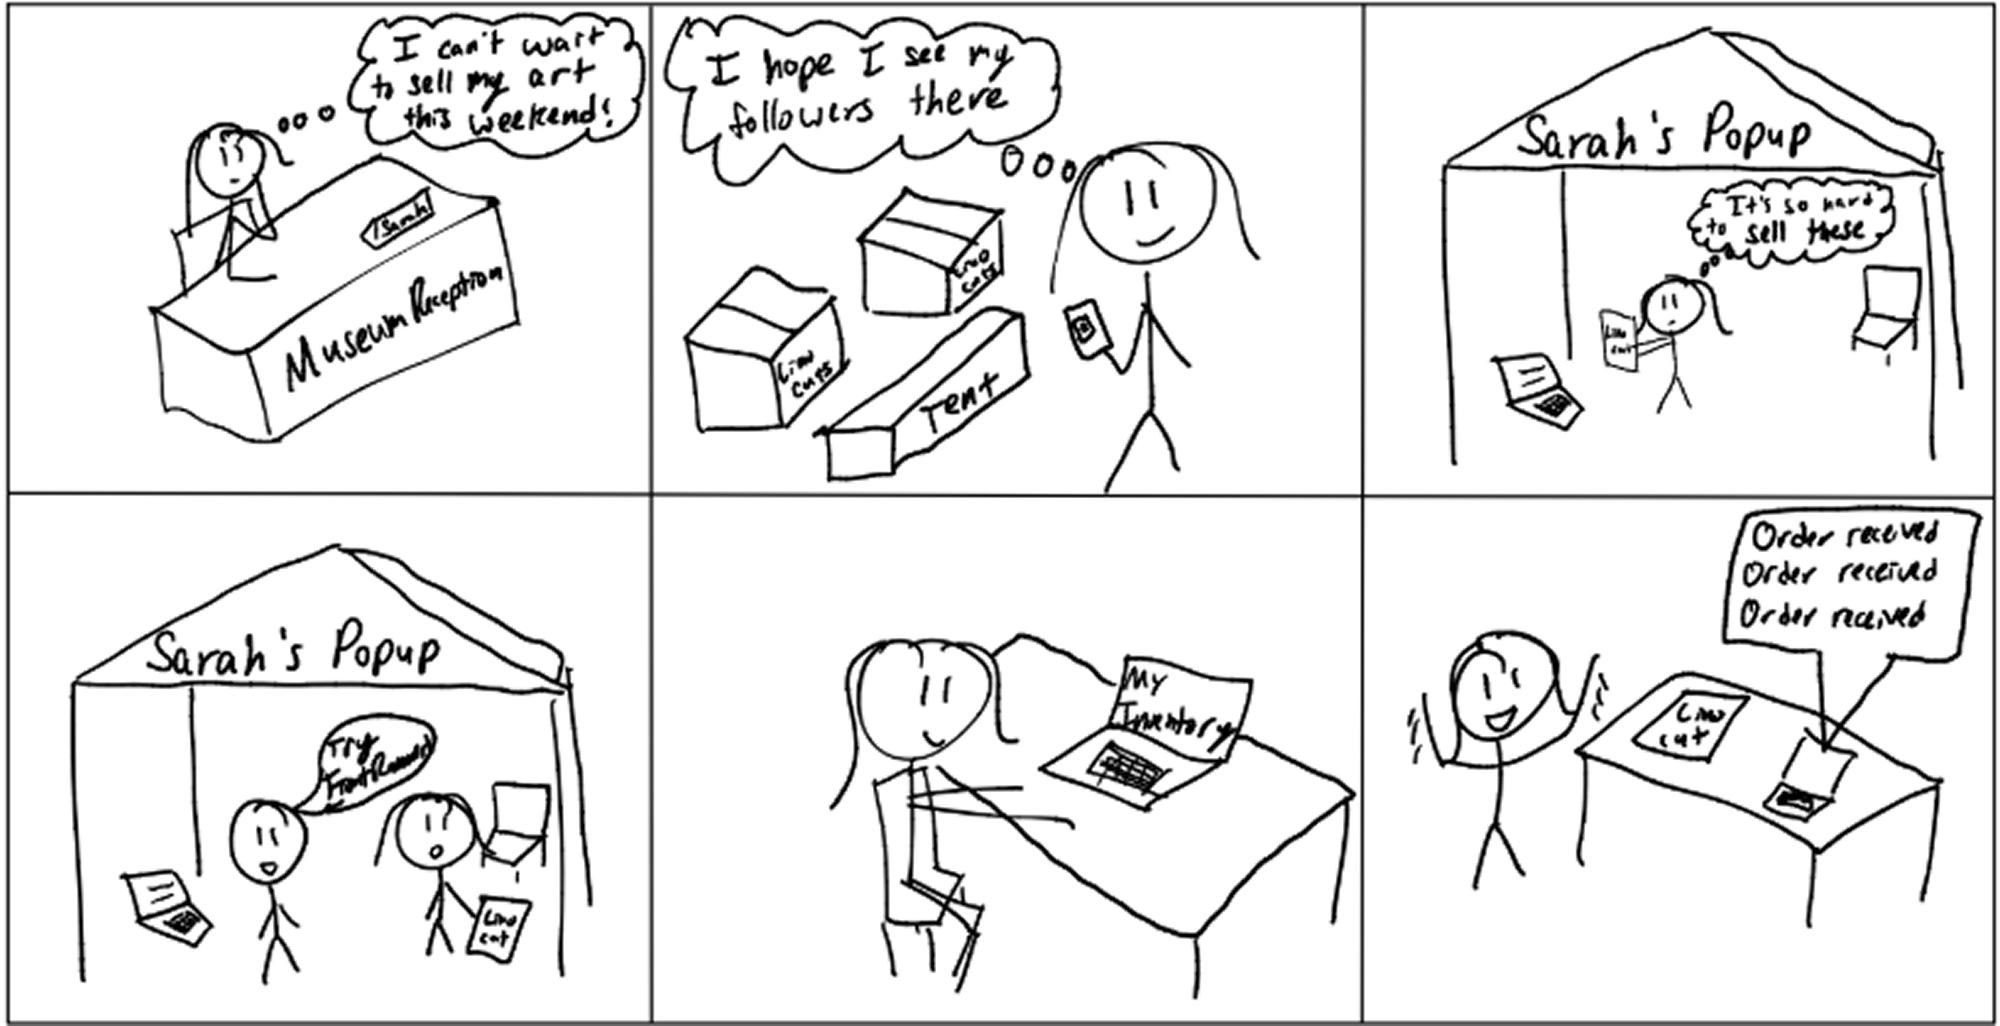 I can't wait
to sell my art
this weekend!
Sarah
Museum Reception
I hope I see my
followers there
Lino
cuts
Lino
cuts
Tent
Sarah's Popup
It's so hard
to sell these
Lino
cut
Sarah's Popup
Try
Lino
cut
My
Inventory
Order received
Order received
Order received
Lino
cut